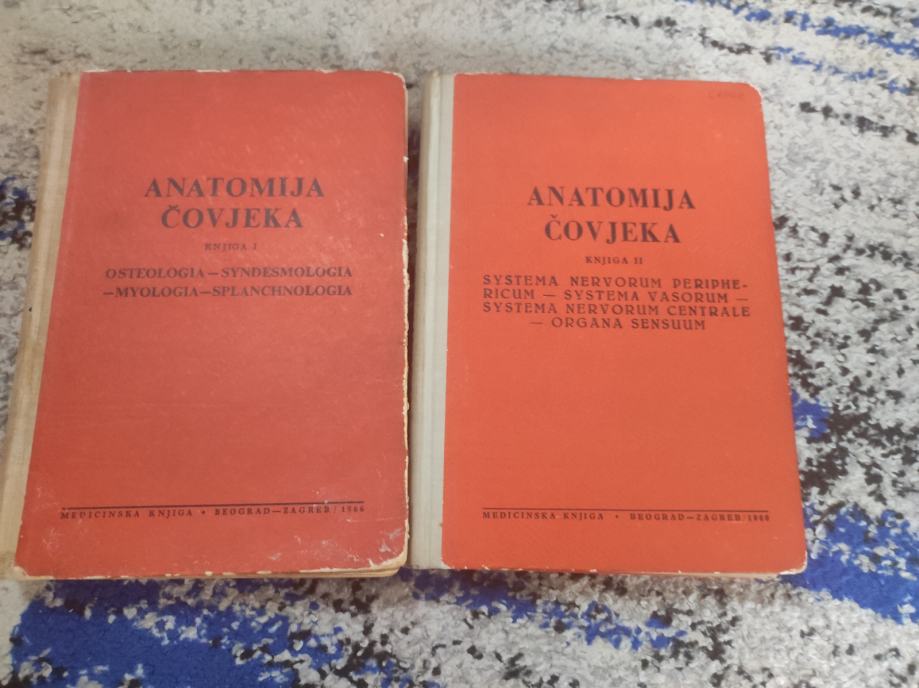 ANATOMIJA
ČOVJEKA
KNJIGA I
OSTEOLOGIA—SYNDESMOLOGIA
—MYOLOGIA—SPLANCHNOLOGIA
MEDICINSKA KNJIGA • BEOGRAD—ZAGREB/1966
ANATOMIJA
ČOVJEKA
KNJIGA II
SYSTEMA NERVORUM PERIPHE-
RICUM — SYSTEMA VASORUM —
SYSTEMA NERVORUM CENTRALE
— ORGANA SENSUUM
MEDICINSKA KNJIGA • BEOGRAD—ZAGREB/